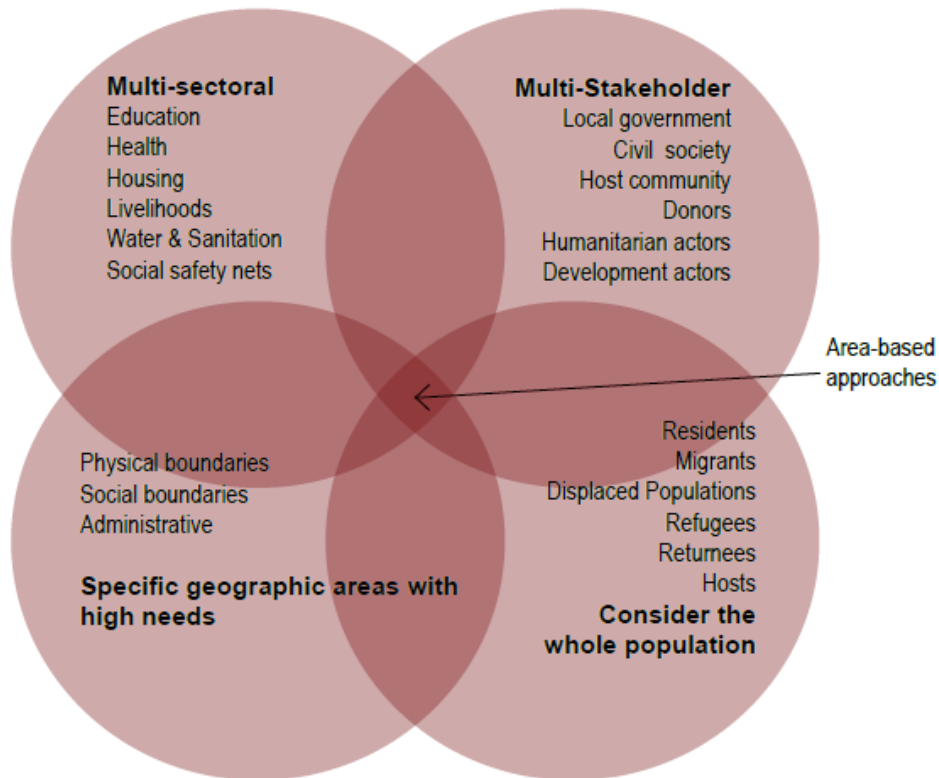 Multi-sectoral
Education
Health
Housing
Livelihoods
Water & Sanitation
Social safety nets
Multi-Stakeholder
Local government
Civil society
Host community
Donors
Humanitarian actors
Development actors
Area-based
approaches
Physical boundaries
Social boundaries
Administrative
Specific geographic areas with
high needs
Residents
Migrants
Displaced Populations
Refugees
Returnees
Hosts
Consider the
whole population